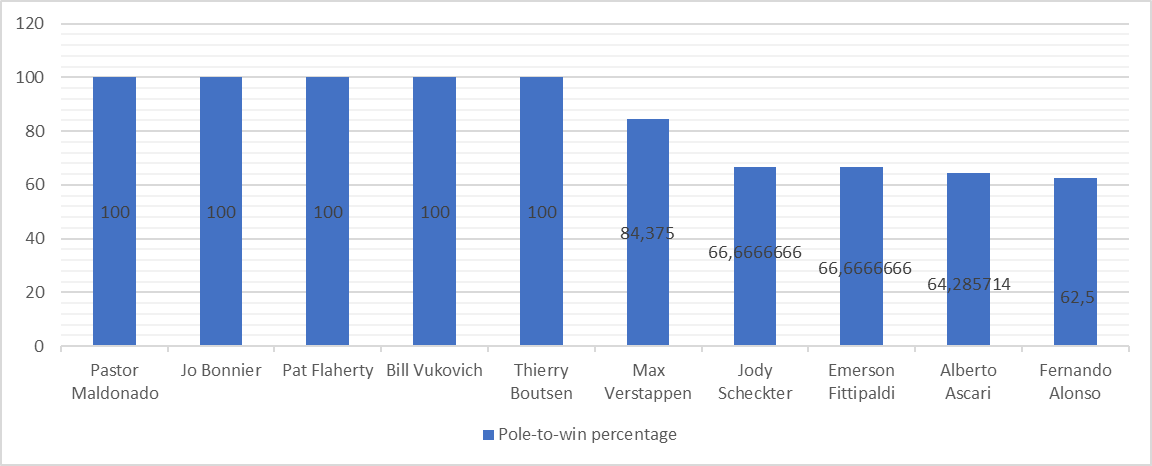 120
100
80
60
40
20
0
100
100
100
100
100
84,375
66,6666666
66,6666666
64,285714
62,5
Pastor
Maldonado
Jo Bonnier
Pat Flaherty
Bill Vukovich
Thierry
Boutsen
Max
Verstappen
Jody
Scheckter
Emerson
Fittipaldi
Alberto
Ascari
Fernando
Alonso
Pole-to-win percentage